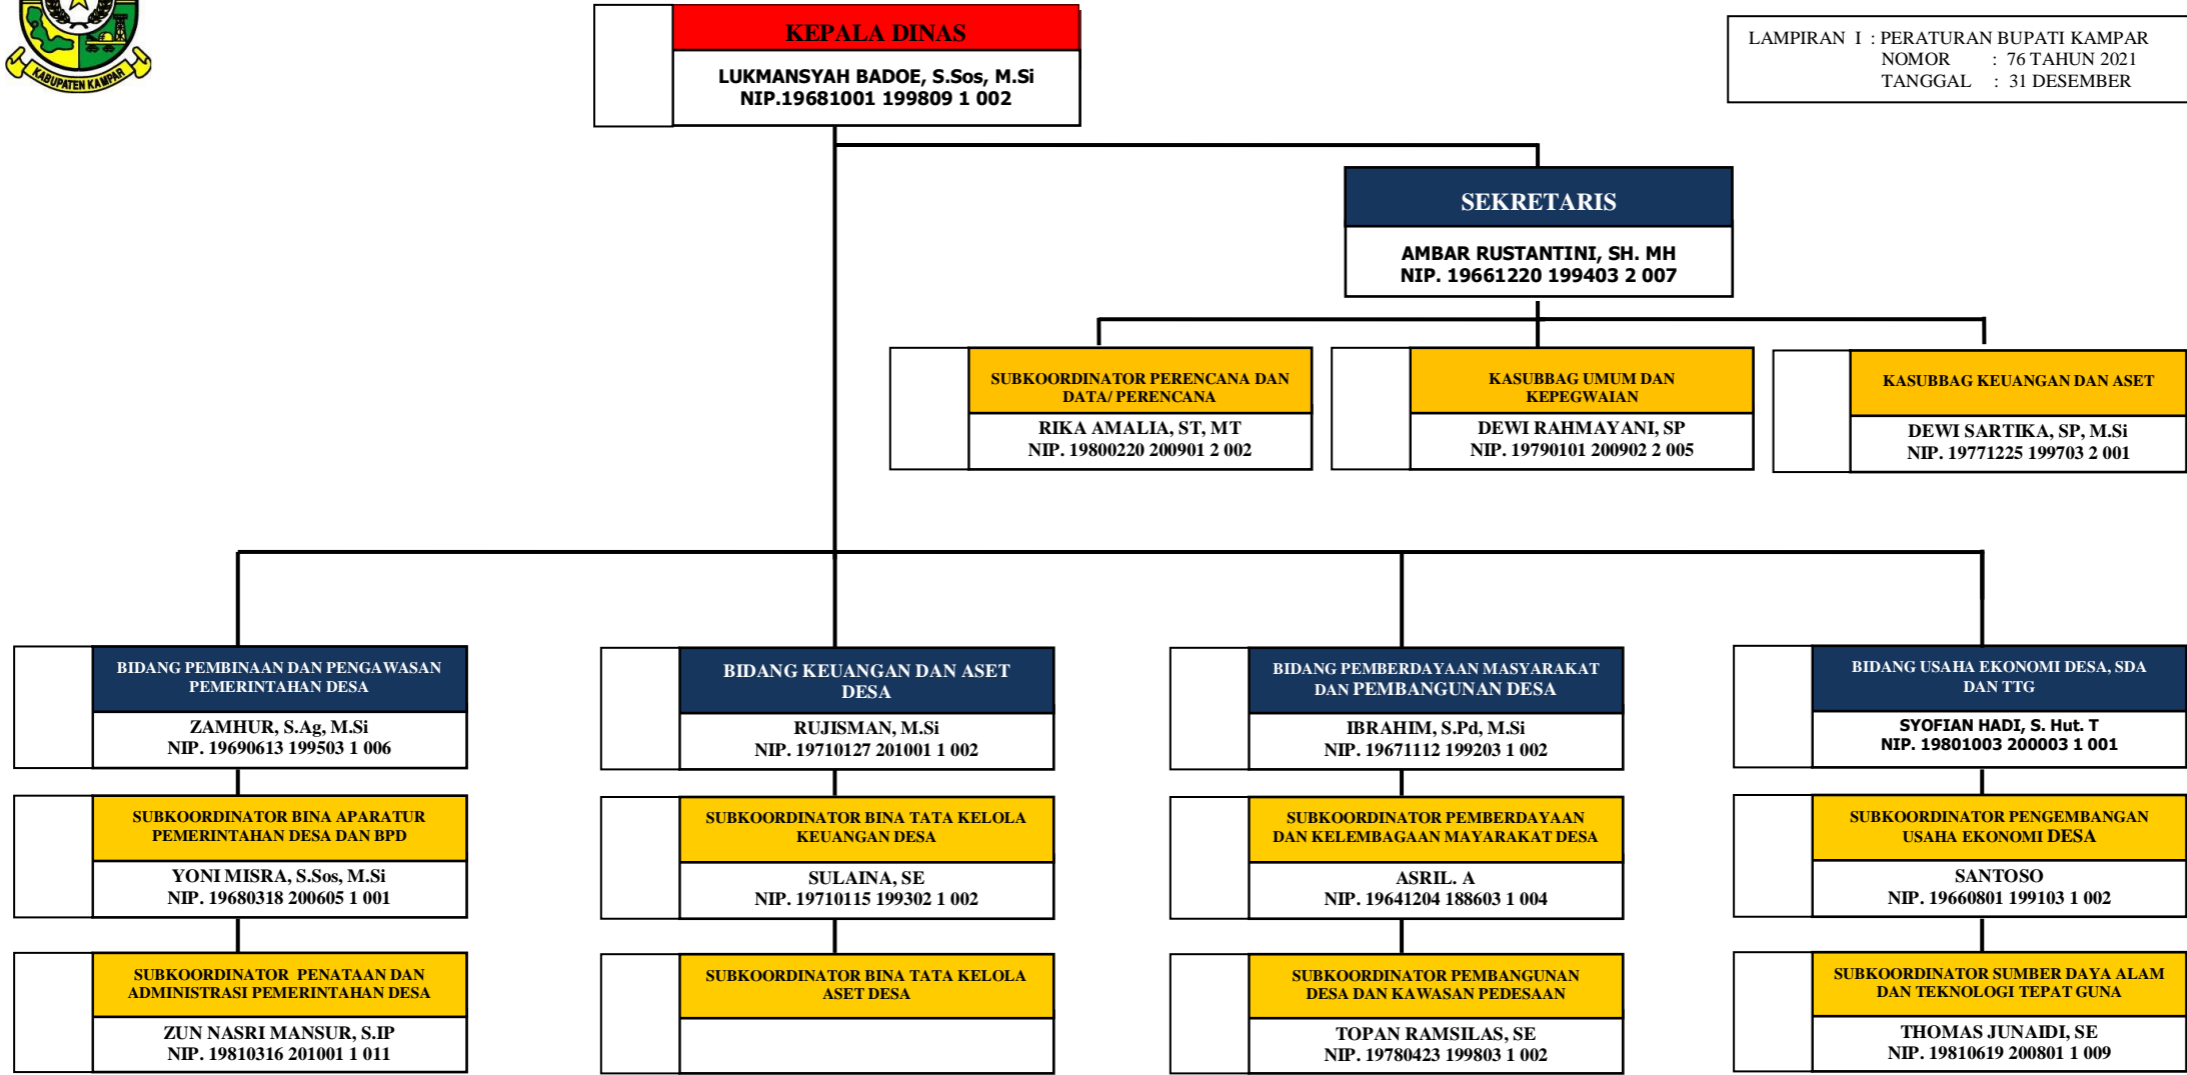 KABUPATEN KAMPAR
KEPALA DINAS
LUKMANSYAH BADOE, S.Sos, M.Si
NIP.19681001 199809 1 002
LAMPIRAN I : PERATURAN BUPATI KAMPAR
NOMOR : 76 TAHUN 2021
TANGGAL : 31 DESEMBER
SEKRETARIS
AMBAR RUSTANTINI, SH. MH
NIP. 19661220 199403 2 007
SUBKOORDINATOR PERENCANA DAN
DATA/ PERENCANA
RIKA AMALIA, ST, MT
NIP. 19800220 200901 2 002
KASUBBAG UMUM DAN
KEPEGWAIAN
DEWI RAHMAYANI, SP
NIP. 19790101 200902 2 005
KASUBBAG KEUANGAN DAN ASET
DEWI SARTIKA, SP, M.Si
NIP. 19771225 199703 2 001
BIDANG PEMBINAAN DAN PENGAWASAN
PEMERINTAHAN DESA
ZAMHUR, S.Ag, M.Si
NIP. 19690613 199503 1 006
SUBKOORDINATOR BINA APARATUR
PEMERINTAHAN DESA DAN BPD
YONI MISRA, S.Sos, M.Si
NIP. 19680318 200605 1 001
SUBKOORDINATOR PENATAAN DAN
ADMINISTRASI PEMERINTAHAN DESA
ZUN NASRI MANSUR, S.IP
NIP. 19810316 201001 1 011
BIDANG KEUANGAN DAN ASET
DESA
RUJISMAN, M.Si
NIP. 19710127 201001 1 002
SUBKOORDINATOR BINA TATA KELOLA
KEUANGAN DESA
SULAINA, SE
NIP. 19710115 199302 1 002
SUBKOORDINATOR BINA TATA KELOLA
ASET DESA
BIDANG PEMBERDAYAAN MASYARAKAT
DAN PEMBANGUNAN DESA
IBRAHIM, S.Pd, M.Si
NIP. 19671112 199203 1 002
SUBKOORDINATOR PEMBERDAYAAN
DAN KELEMBAGAAN MAYARAKAT DESA
ASRIL. A
NIP. 19641204 188603 1 004
SUBKOORDINATOR PEMBANGUNAN
DESA DAN KAWASAN PEDESAAN
TOPAN RAMSILAS, SE
NIP. 19780423 199803 1 002
BIDANG USAHA EKONOMI DESA, SDA
DAN TTG
SYOFIAN HADI, S. Hut. T
NIP. 19801003 200003 1 001
SUBKOORDINATOR PENGEMBANGAN
USAHA EKONOMI DESA
SANTOSO
NIP. 19660801 199103 1 002
SUBKOORDINATOR SUMBER DAYA ALAM
DAN TEKNOLOGI TEPAT GUNA
THOMAS JUNAIDI, SE
NIP. 19810619 200801 1 009